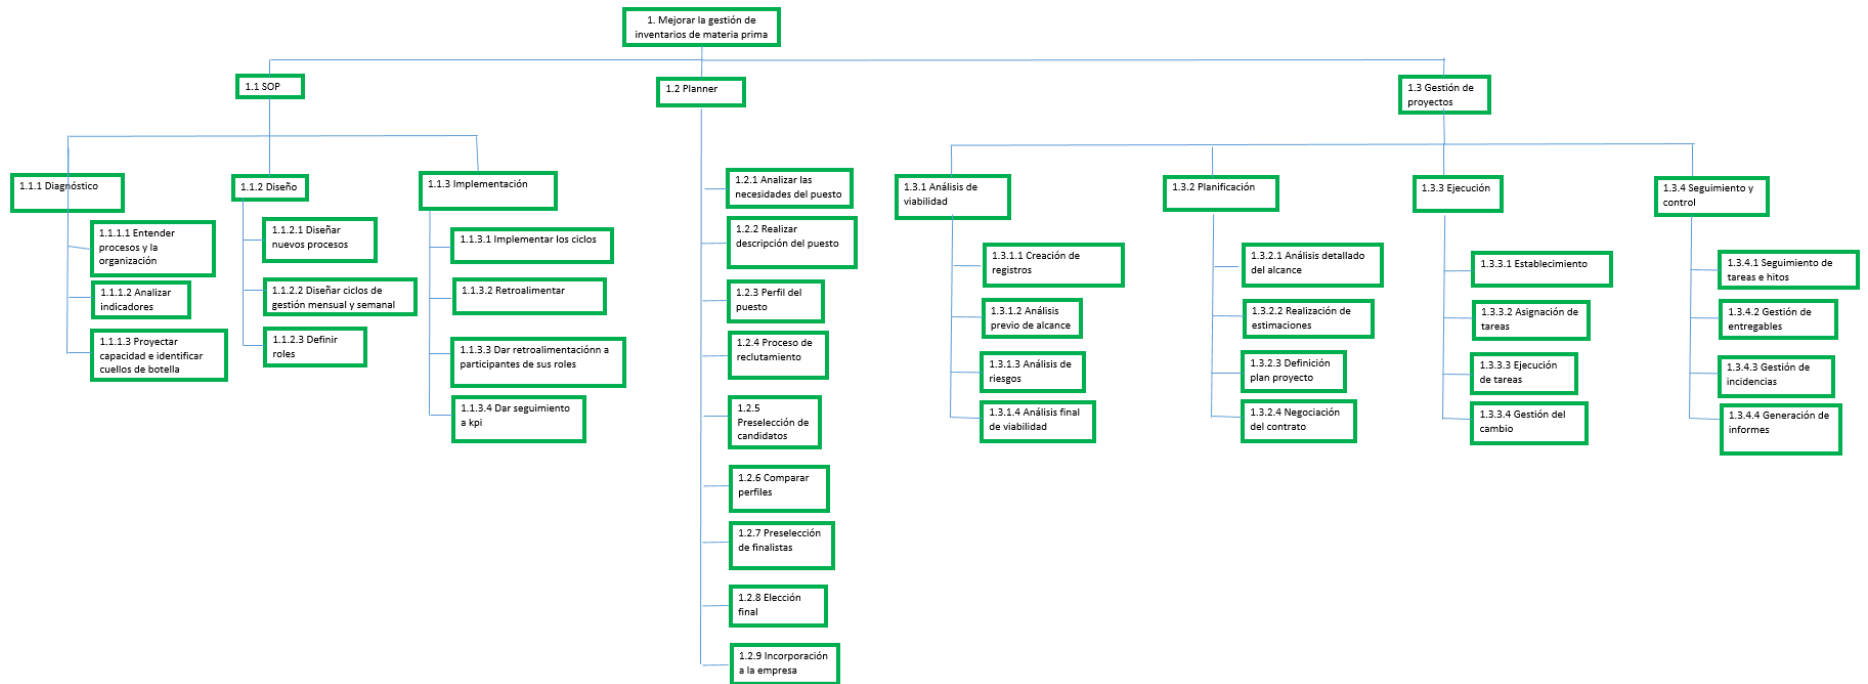 1. Mejorar la gestión de
inventarios de materia prima
1.1 SOP
1.2 Planner
1.3 Gestión de
proyectos
1.1.1 Diagnóstico
1.1.1.1 Entender
procesos y la
organización
1.1.1.2 Analizar
indicadores
1.1.1.3 Proyectar
capacidad e identificar
cuellos de botella
1.1.2 Diseño
1.1.2.1 Diseñar
nuevos procesos
1.1.2.2 Diseñar ciclos de
gestión mensual y semanal
1.1.2.3 Definir
roles
1.1.3 Implementación
1.1.3.1 Implementar los ciclos
1.1.3.2 Retroalimentar
1.1.3.3 Dar retroalimentaciónn a
participantes de sus roles
1.1.3.4 Dar seguimiento
a kpi
1.2.1 Analizar las
necesidades del puesto
1.2.2 Realizar
descripción del puesto
1.2.3 Perfil del
puesto
1.2.4 Proceso de
reclutamiento
1.2.5
Preselección de
candidatos
1.2.6 Comparar
perfiles
1.2.7 Preselección
de finalistas
1.2.8 Elección
final
1.2.9 Incorporación
a la empresa
1.3.1 Análisis de
viabilidad
1.3.1.1 Creación de
registros
1.3.1.2 Análisis
previo de alcance
1.3.1.3 Análisis de
riesgos
1.3.1.4 Análisis final
de viabilidad
1.3.2 Planificación
1.3.2.1 Análisis detallado
del alcance
1.3.2.2 Realización de
estimaciones
1.3.2.3 Definición
plan proyecto
1.3.2.4 Negociación
del contrato
1.3.3 Ejecución
1.3.3.1 Establecimiento
1.3.3.2 Asignación de
tareas
1.3.3.3 Ejecución
de tareas
1.3.3.4 Gestión del
cambio
1.3.4 Seguimiento y
control
1.3.4.1 Seguimiento de
tareas e hitos
1.3.4.2 Gestión de
entregables
1.3.4.3 Gestión de
incidencias
1.3.4.4 Generación de
informes